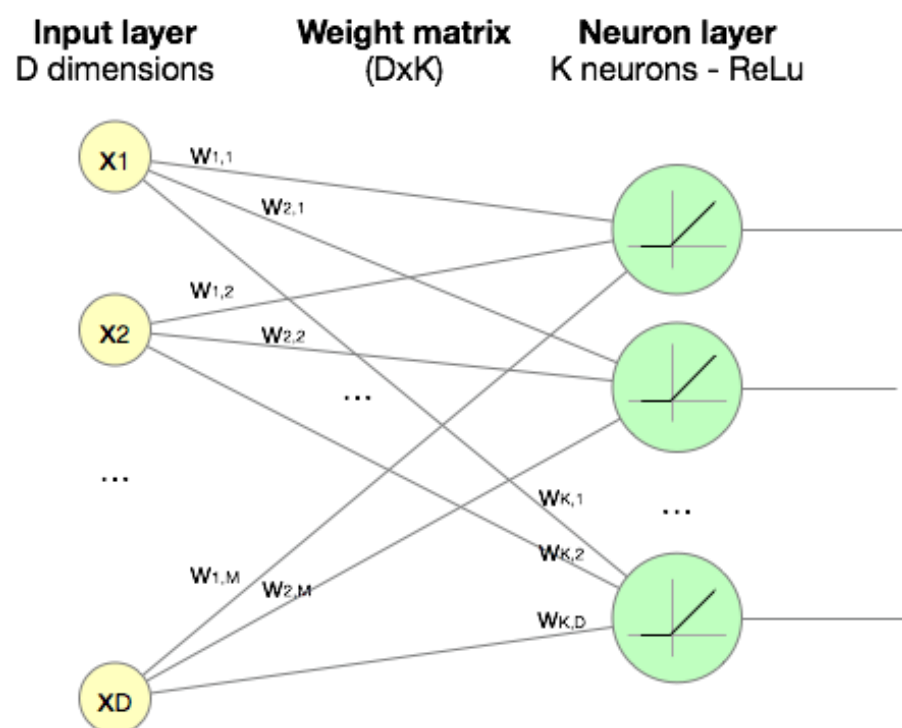 Input layer
D dimensions
Weight matrix
(DxK)
Neuron layer
K neurons - ReLu
X1
W1,1
W2,1
W1,2
X2
W2,2
...
...
WK,1
...
WK,2
W1,M
W2,M
WK,D
XD